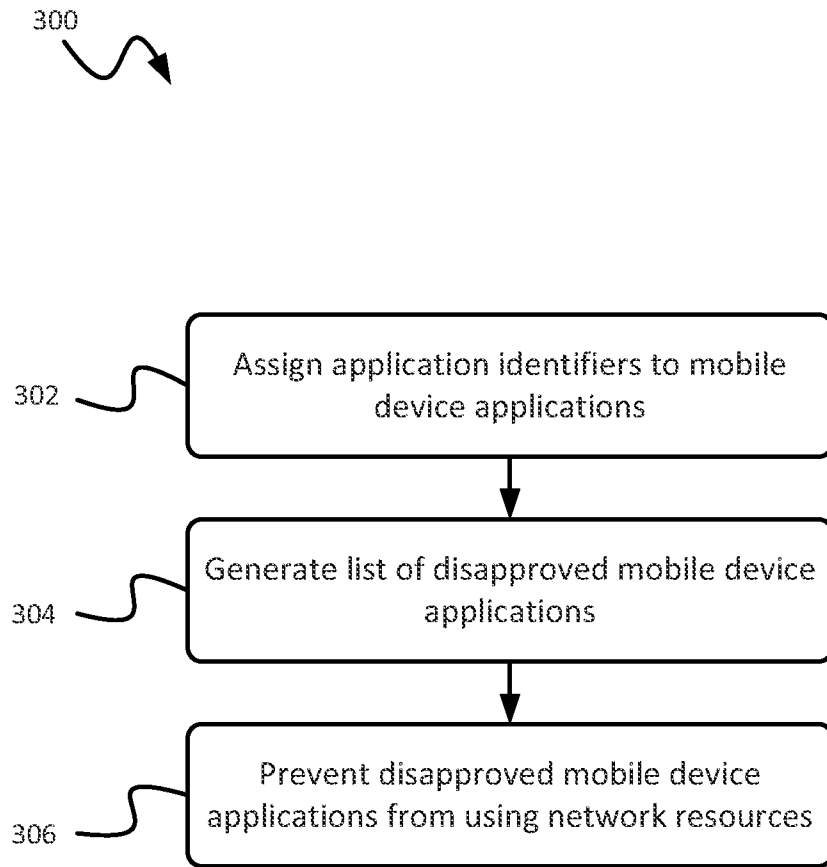 300
302
Assign application identifiers to mobile
device applications
304
Generate list of disapproved mobile device
applications
306
Prevent disapproved mobile device
applications from using network resources